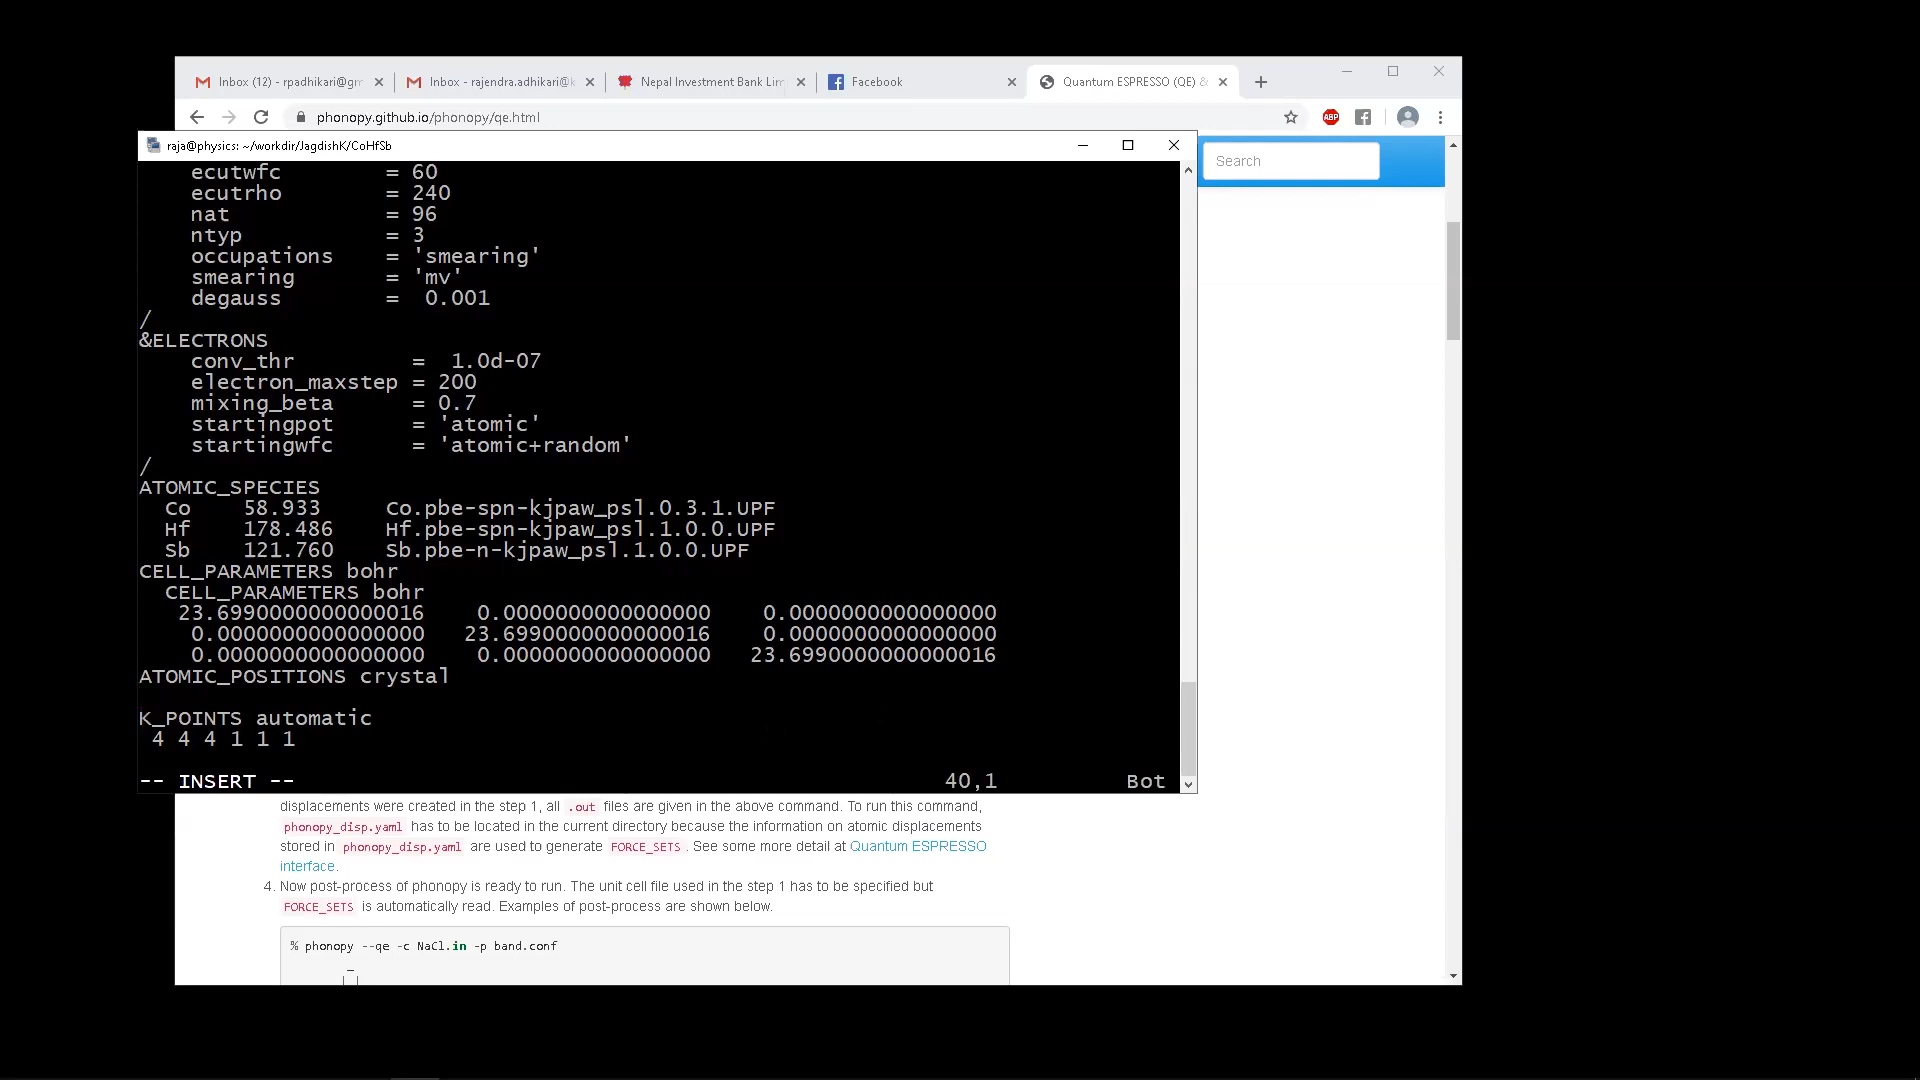 Inbox (12) - rpadhikari@gm
Inbox - rajendra.adhikari@k
Nepal Investment Bank Lim
Facebook
Quantum ESPRESSO (QE) &
phonopy.github.io/phonopy/qe.html
ABP
raja@physics: ~/workdir/JagdishK/CoHfSb
Search
ecutwfc = 60
ecutrho = 240
nat = 96
ntyp = 3
occupations = 'smearing'
smearing = 'mv'
degauss = 0.001
/
&ELECTRONS
conv_thr = 1.0d-07
electron_maxstep = 200
mixing_beta = 0.7
startingpot = 'atomic'
startingwfc = 'atomic+random'
/
ATOMIC_SPECIES
Co 58.933 Co.pbe-spn-kjpaw_psl.0.3.1.UPF
Hf 178.486 Hf.pbe-spn-kjpaw_psl.1.0.0.UPF
Sb 121.760 Sb.pbe-n-kjpaw_psl.1.0.0.UPF
CELL_PARAMETERS bohr
CELL_PARAMETERS bohr
23.6990000000000016 0.0000000000000000 0.0000000000000000
0.0000000000000000 23.6990000000000016 0.0000000000000000
0.0000000000000000 0.0000000000000000 23.6990000000000016
ATOMIC_POSITIONS crystal
K_POINTS automatic
4 4 4 1 1 1
-- INSERT -- 40,1 Bot
displacements were created in the step 1, all .out files are given in the above command. To run this command,
phonopy_disp.yaml has to be located in the current directory because the information on atomic displacements
stored in phonopy_disp.yaml are used to generate FORCE_SETS . See some more detail at Quantum ESPRESSO
interface.
4. Now post-process of phonopy is ready to run. The unit cell file used in the step 1 has to be specified but
FORCE_SETS is automatically read. Examples of post-process are shown below.
% phonopy --qe -c NaCl.in -p band.conf